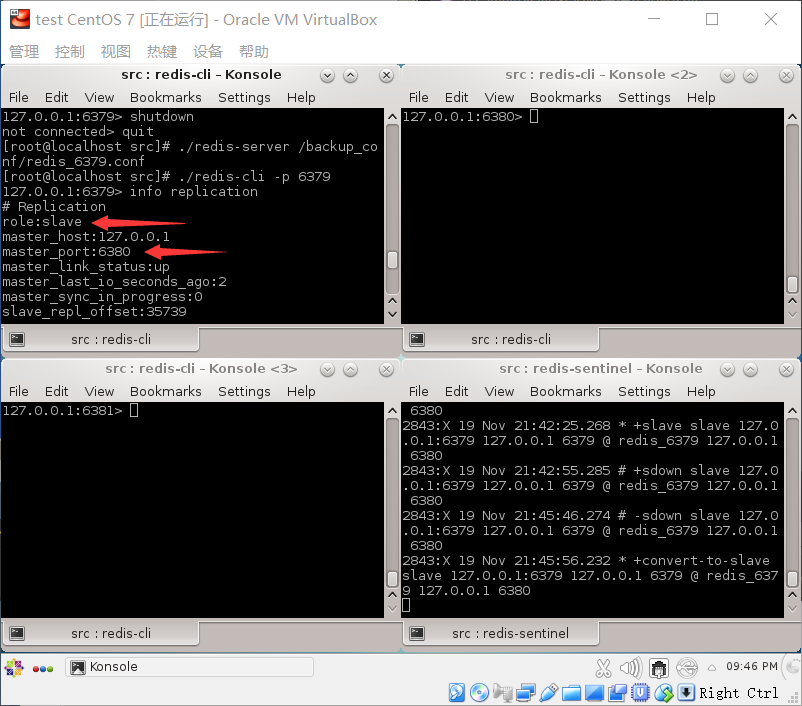 test CentOS 7 [正在运行] - Oracle VM VirtualBox
管理 控制 视图 热键 设备 帮助
src : redis-cli – Konsole
File Edit View Bookmarks Settings Help
127.0.0.1:6379> shutdown
not connected> quit
[root@localhost src]# ./redis-server /backup_co
nf/redis_6379.conf
[root@localhost src]# ./redis-cli -p 6379
127.0.0.1:6379> info replication
# Replication
role:slave
master_host:127.0.0.1
master_port:6380
master_link_status:up
master_last_io_seconds_ago:2
master_sync_in_progress:0
slave_repl_offset:35739
src : redis-cli
src : redis-cli – Konsole <2>
File Edit View Bookmarks Settings Help
127.0.0.1:6380>
src : redis-cli
src : redis-cli – Konsole <3>
File Edit View Bookmarks Settings Help
127.0.0.1:6381>
src : redis-cli
src : redis-sentinel – Konsole
File Edit View Bookmarks Settings Help
6380
2843:X 19 Nov 21:42:25.268 * +slave slave 127.0
.0.1:6379 127.0.0.1 6379 @ redis_6379 127.0.0.1
6380
2843:X 19 Nov 21:42:55.285 # +sdown slave 127.0
.0.1:6379 127.0.0.1 6379 @ redis_6379 127.0.0.1
6380
2843:X 19 Nov 21:45:46.274 # -sdown slave 127.0
.0.1:6379 127.0.0.1 6379 @ redis_6379 127.0.0.1
6380
2843:X 19 Nov 21:45:56.232 * +convert-to-slave
slave 127.0.0.1:6379 127.0.0.1 6379 @ redis_637
9 127.0.0.1 6380
src : redis-sentinel
Konsole
09:46 PM
Right Ctrl